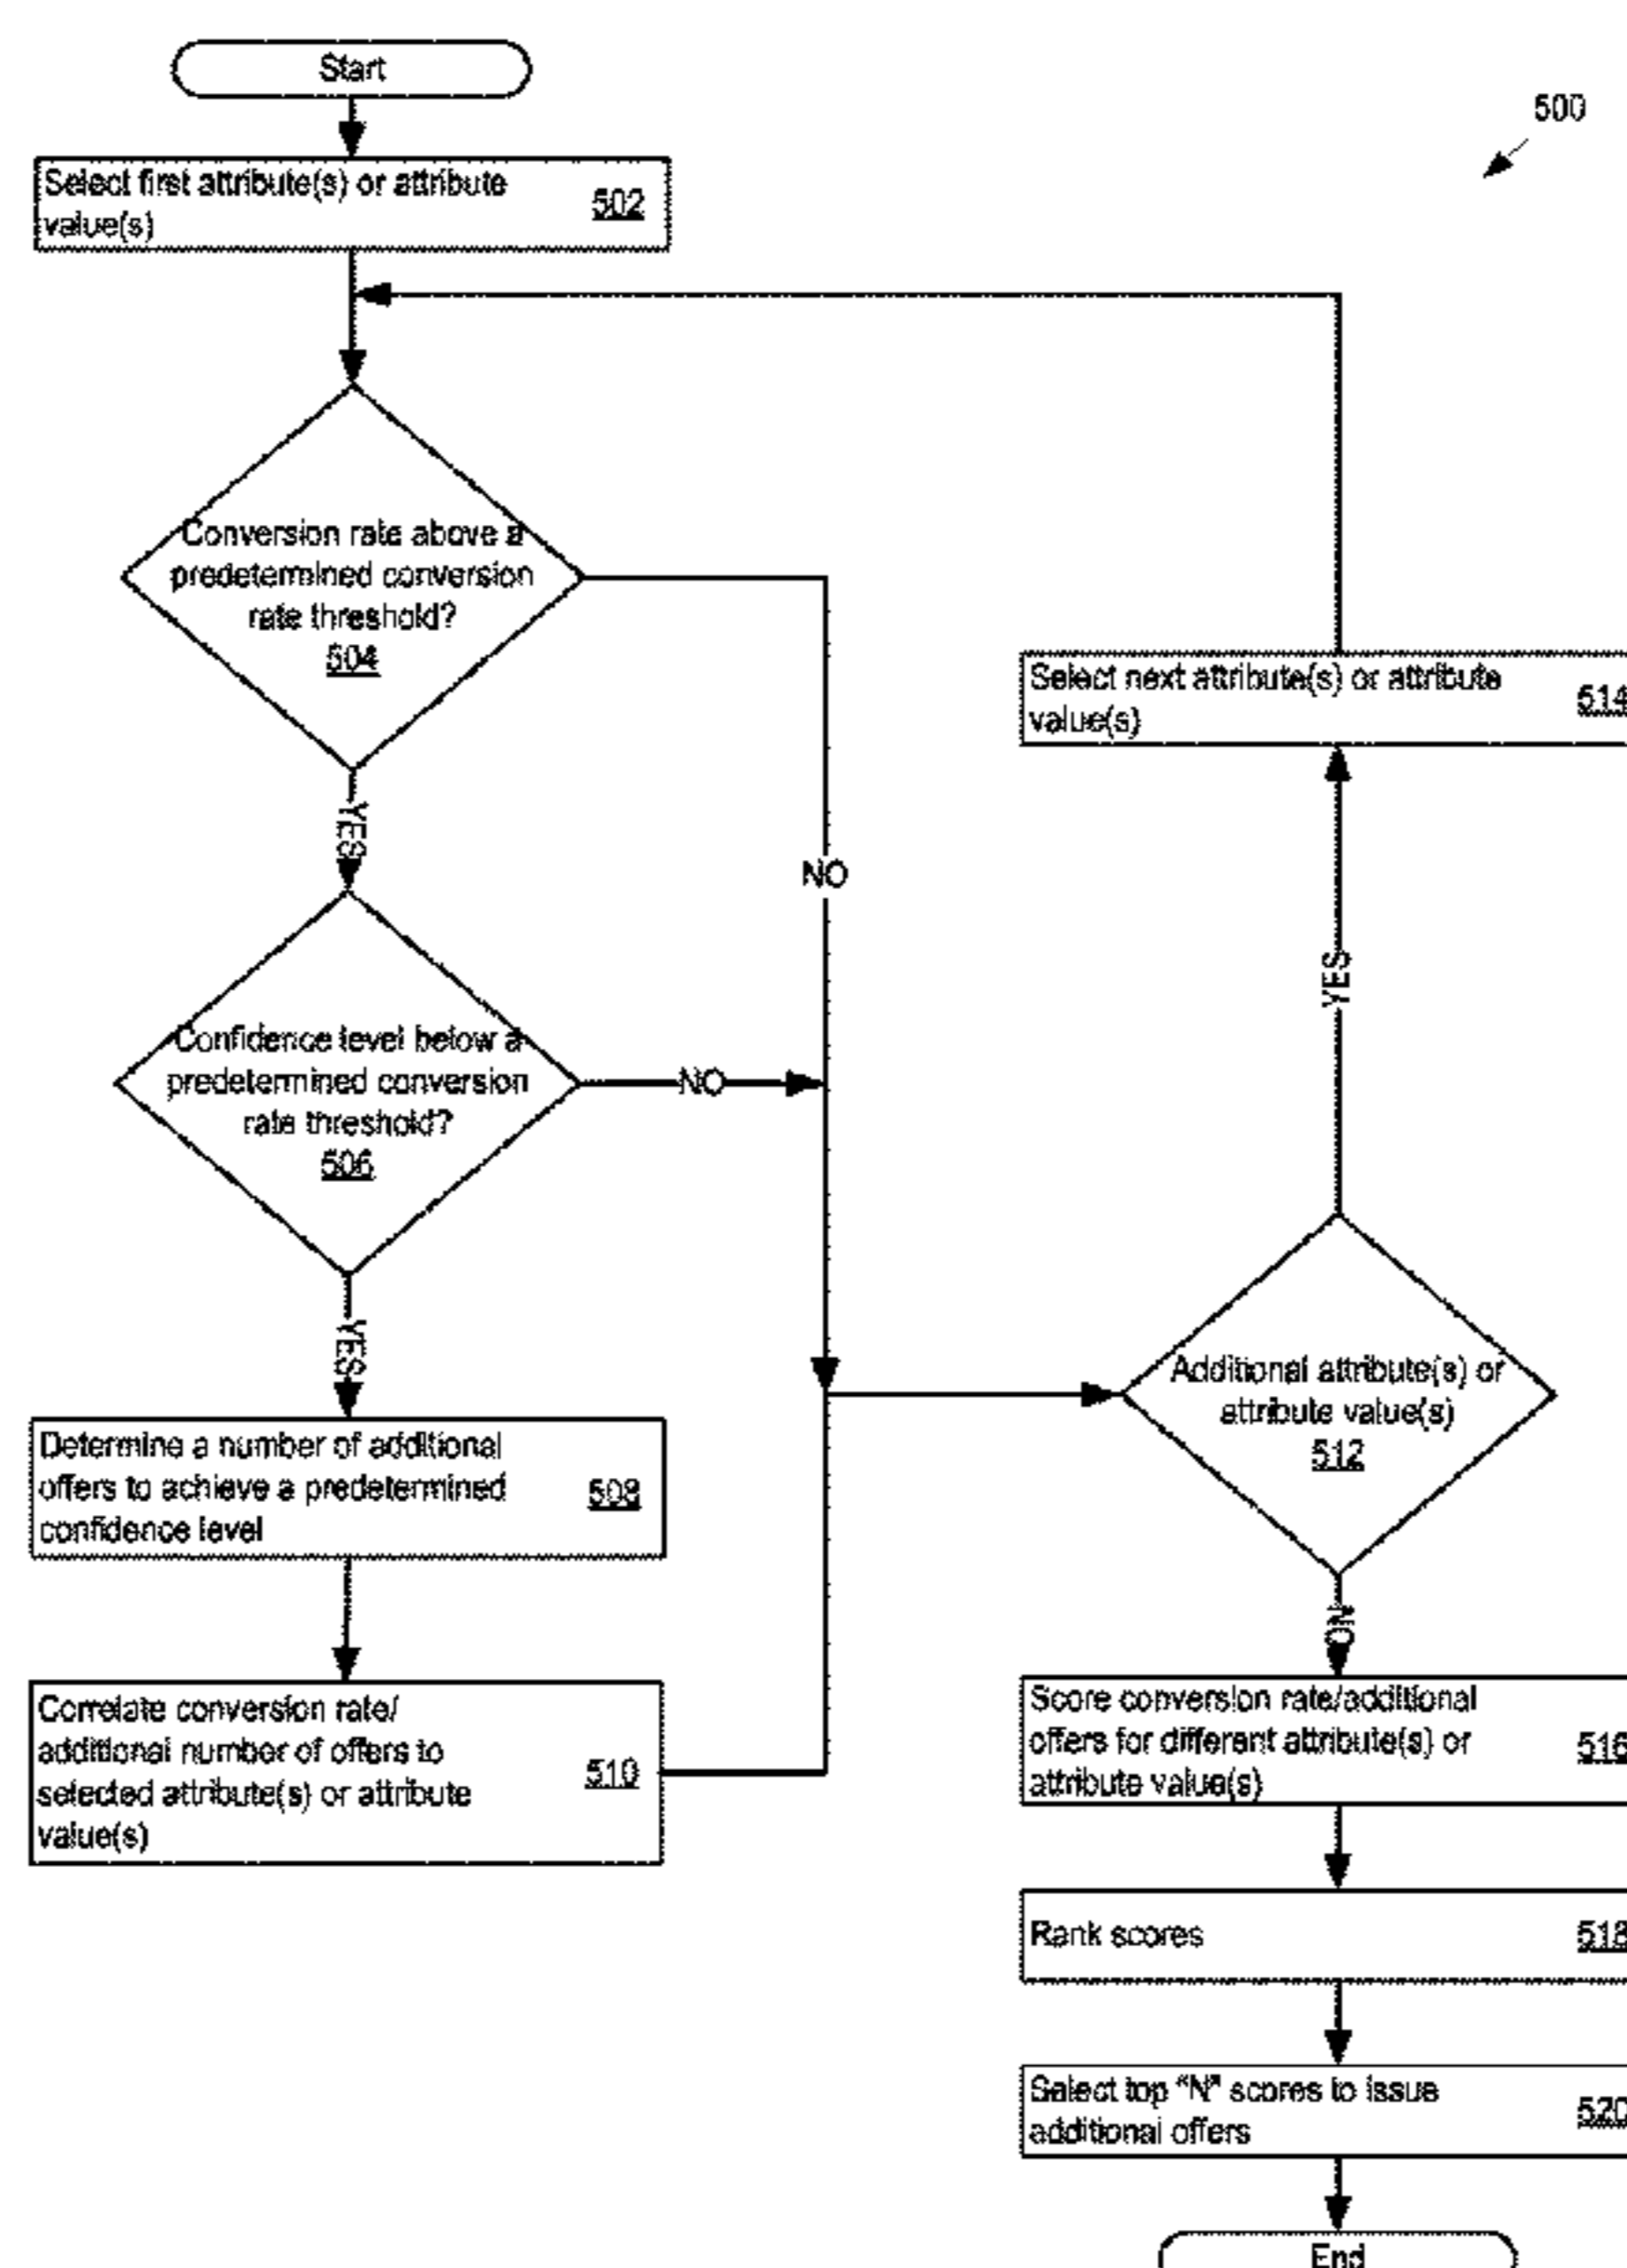 Start
500
Select first attribute(s) or attribute
value(s)
502
Conversion rate above a
predetermined conversion
rate threshold?
504
YES
NO
Confidence level below a
predetermined conversion
rate threshold?
506
NO
YES
Determine a number of additional
offers to achieve a predetermined
confidence level
508
Correlate conversion rate/
additional number of offers to
selected attribute(s) or attribute
value(s)
510
Select next attribute(s) or attribute
value(s)
514
YES
Additional attribute(s) or
attribute value(s)
512
NO
Score conversion rate/additional
offers for different attribute(s) or
attribute value(s)
516
Rank scores
518
Select top “N” scores to issue
additional offers
520
End